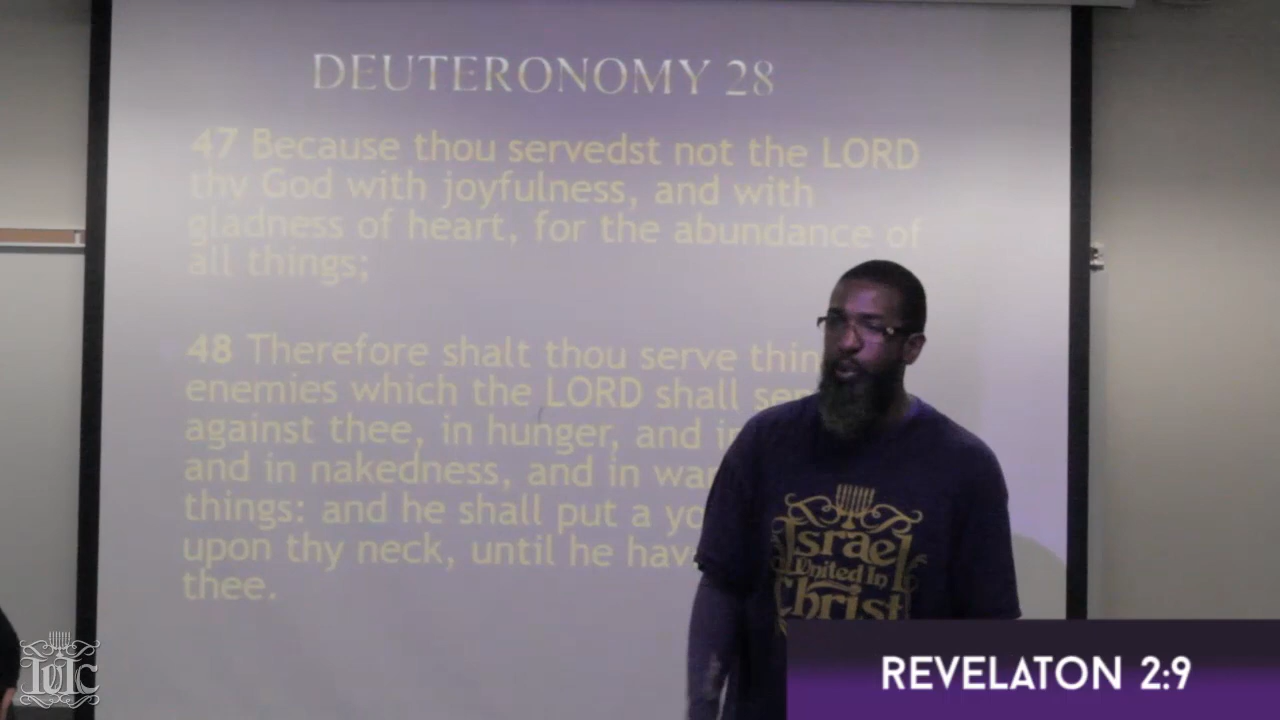 DEUTERONOMY 28
47 Because thou servedst not the LORD
thy God with joyfulness, and with
gladness of heart, for the abundance of
all things;
48 Therefore shalt thou serve
enemies which the LORD shall
against thee, in hunger, and
and in nakedness, and in
things: and he shall put a
upon thy neck, until he
thee.
Israel
United In
Christ
IUIC
REVELATON 2:9